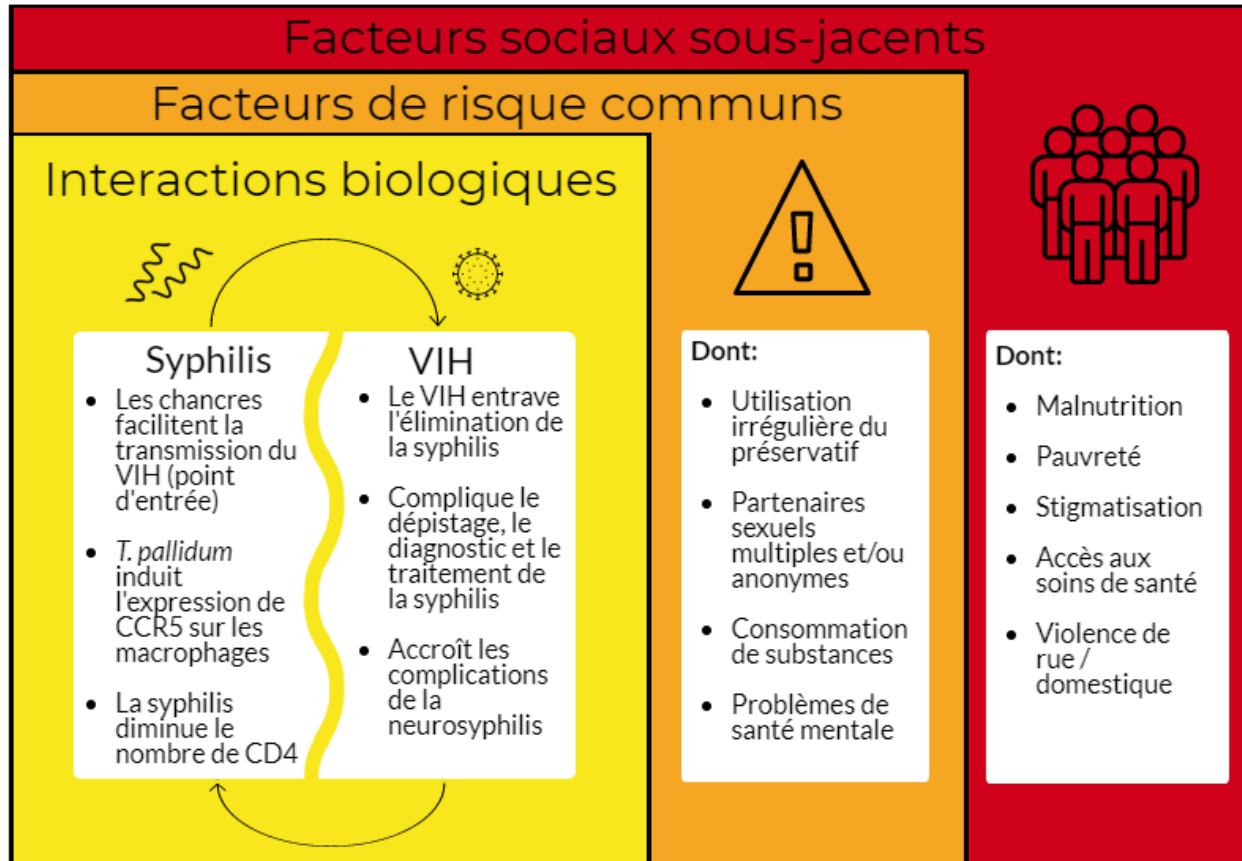 Facteurs sociaux sous-jacents
Facteurs de risque communs
Interactions biologiques
Syphilis
• Les chancres
facilitent la
transmission du
VIH (point
d'entrée)
• T. pallidum
induit
l'expression de
CCR5 sur les
macrophages
• La syphilis
diminue le
nombre de CD4
VIH
• Le VIH entrave
l'élimination de
la syphilis
• Complique le
dépistage, le
diagnostic et le
traitement de
la syphilis
• Accroît les
complications
de la
neurosyphilis
Dont:
• Utilisation
irrégulière du
préservatif
• Partenaires
sexuels
multiples et/ou
anonymes
• Consommation
de substances
• Problèmes de
santé mentale
Dont:
• Malnutrition
• Pauvreté
• Stigmatisation
• Accès aux
soins de santé
• Violence de
rue /
domestique